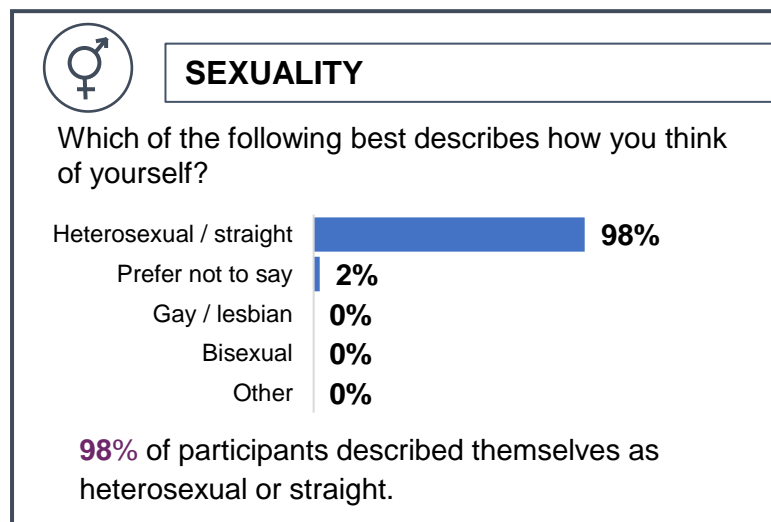 SEXUALITY
Which of the following best describes how you think
of yourself?
Heterosexual / straight 98%
Prefer not to say 2%
Gay / lesbian 0%
Bisexual 0%
Other 0%
98% of participants described themselves as
heterosexual or straight.